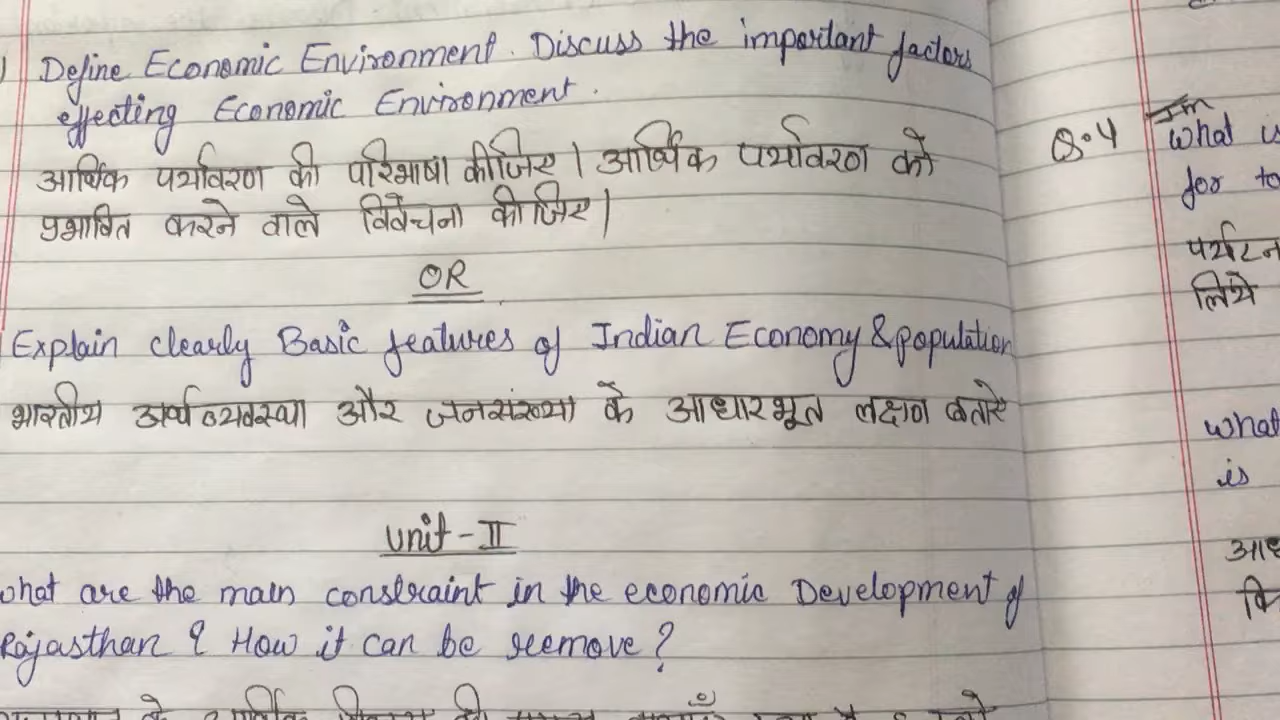 Define Economic Environment. Discuss the important factors
effecting Economic Environment.
आर्थिक पर्यावरण की परिभाषा कीजिए। आर्थिक पर्यावरण को
प्रभावित करने वाले विवेचना कीजिए।
OR
Explain clearly Basic features of Indian Economy & population
भारतीय अर्थव्यवस्था और जनसंख्या के आधारभूत लक्षण बतारे
Unit-II
what are the main constraint in the economic Development of
Rajasthan ? How it can be remove?
Q.4 Im
what is
for to
पर्यटन
लिये
what
is